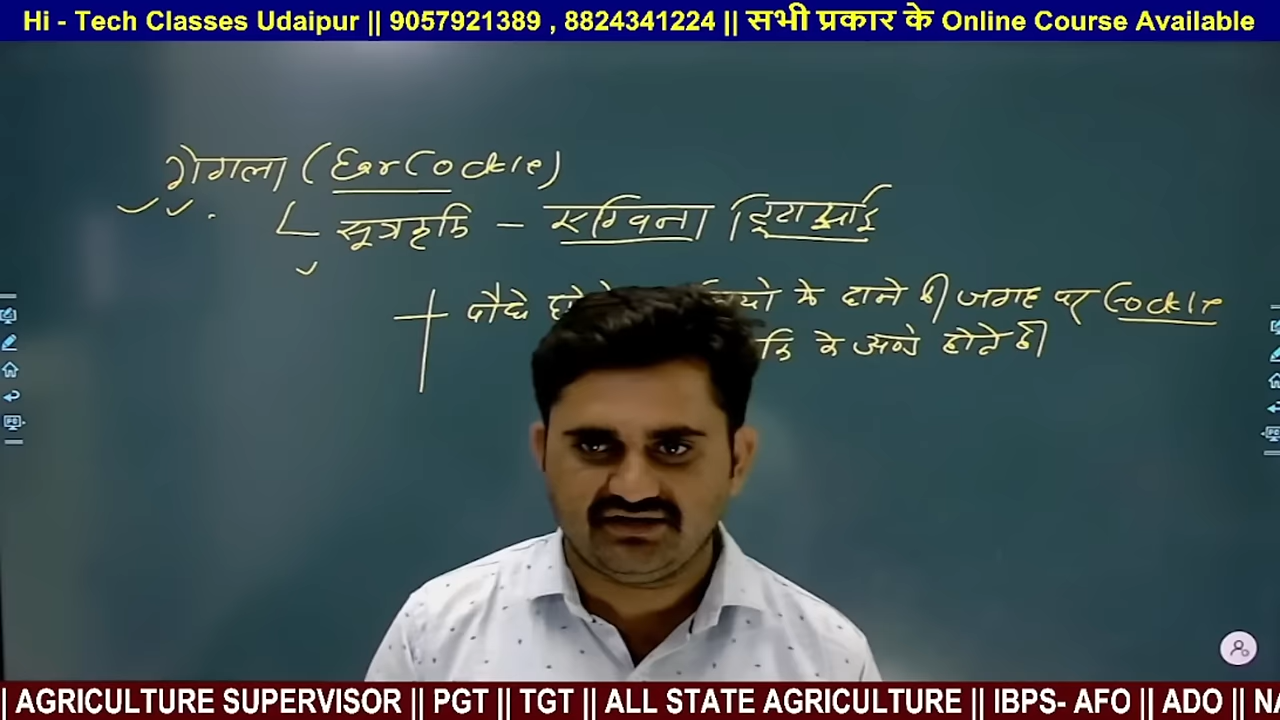 Hi - Tech Classes Udaipur || 9057921389 , 8824341224 || सभी प्रकार के Online Course Available
गेगला (Ear Cockle)
सूत्रकृमि - एग्विना ट्रिटीसाई
पौधे के दाने की जगह पर Cockle
के अण्डे होते है
| AGRICULTURE SUPERVISOR || PGT || TGT || ALL STATE AGRICULTURE || IBPS- AFO || ADO || NA